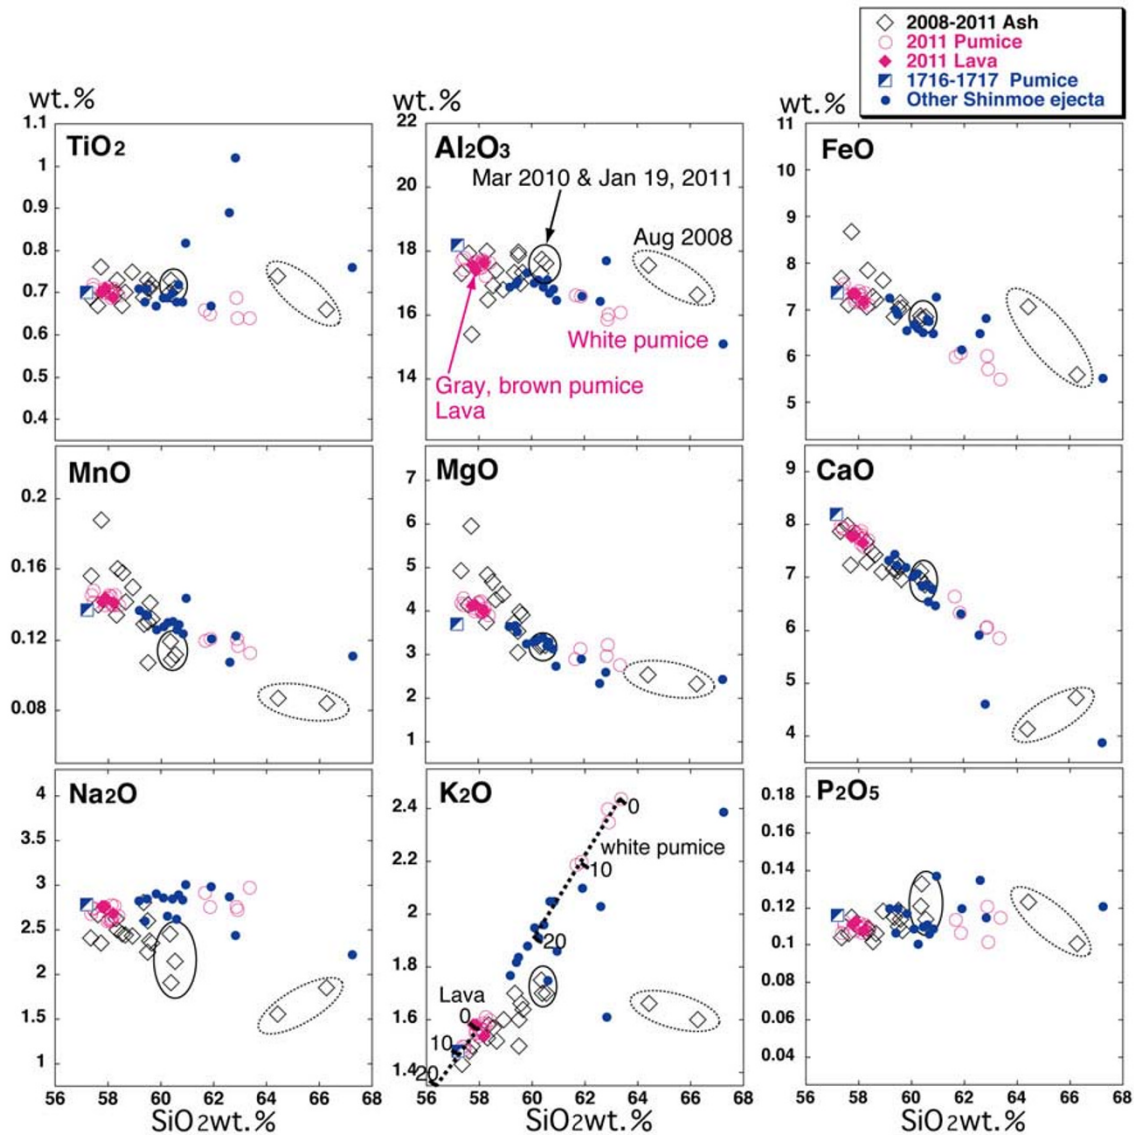 2008-2011 Ash
2011 Pumice
2011 Lava
1716-1717 Pumice
Other Shinmoe ejecta
wt.% wt.% wt.%
1.1
1
0.9
0.8
0.7
0.6
0.5
0.4
TiO2
22
20
18
16
14
Al2O3
Mar 2010 & Jan 19, 2011
Aug 2008
White pumice
Gray, brown pumice
Lava
11
10
9
8
7
6
5
FeO
0.2
0.16
0.12
0.08
MnO
7
6
5
4
3
2
1
MgO
9
8
7
6
5
4
CaO
4
3.5
3
2.5
2
1.5
1
Na2O
56 58 60 62 64 66 68
SiO2wt.%
2.4
2.2
2
1.8
1.6
1.4
K2O
0
white pumice
10
20
Lava
0
10
20
56 58 60 62 64 66 68
SiO2wt.%
0.18
0.16
0.14
0.12
0.1
0.08
0.06
0.04
P2O5
56 58 60 62 64 66 68
SiO2wt.%